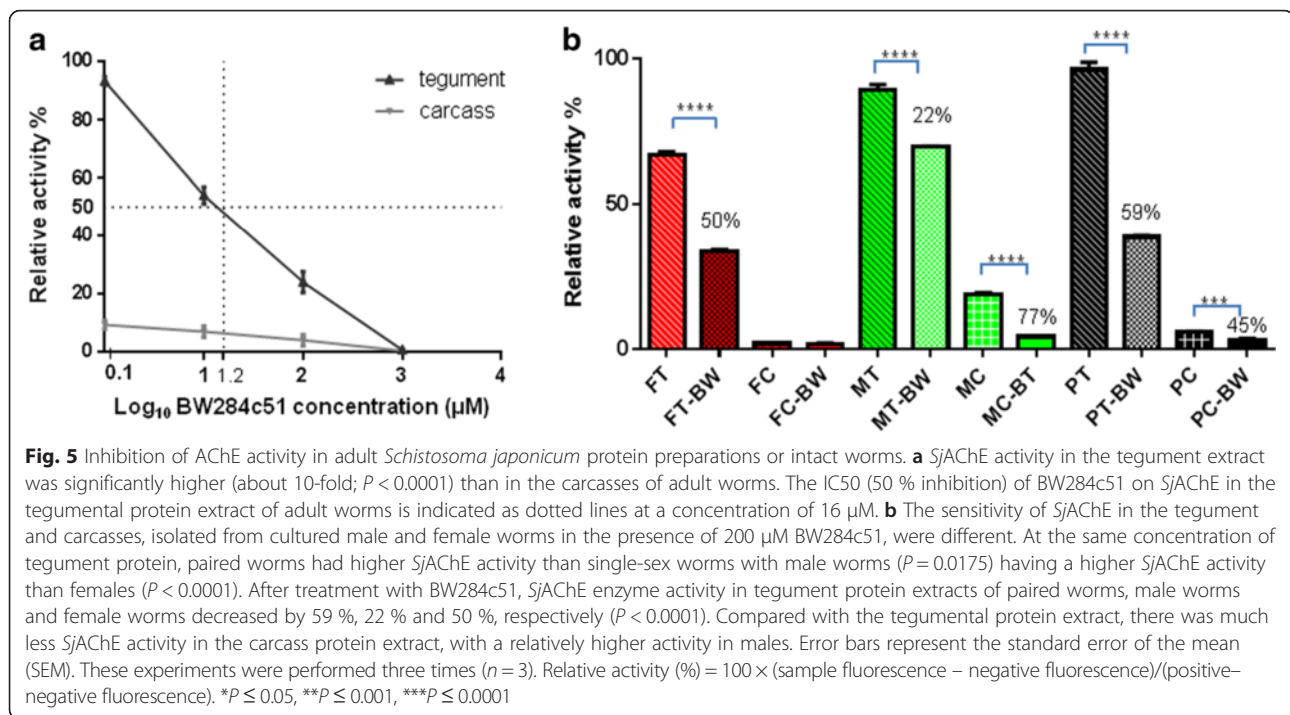 a
100
80
60
50
40
20
0
Relative activity %
tegument
carcass
0.1 1 1.2 2 3 4
Log₁₀ BW284c51 concentration (μM)
b
100
50
0
Relative activity %
****
50%
****
22%
****
77%
****
59%
***
45%
FT
FT-BW
FC
FC-BW
MT
MT-BW
MC
MC-BT
PT
PT-BW
PC
PC-BW
Fig. 5 Inhibition of AChE activity in adult Schistosoma japonicum protein preparations or intact worms. a SjAChE activity in the tegument extract
was significantly higher (about 10-fold; P < 0.0001) than in the carcasses of adult worms. The IC50 (50 % inhibition) of BW284c51 on SjAChE in the
tegumental protein extract of adult worms is indicated as dotted lines at a concentration of 16 μM. b The sensitivity of SjAChE in the tegument
and carcasses, isolated from cultured male and female worms in the presence of 200 μM BW284c51, were different. At the same concentration of
tegument protein, paired worms had higher SjAChE activity than single-sex worms with male worms (P = 0.0175) having a higher SjAChE activity
than females (P < 0.0001). After treatment with BW284c51, SjAChE enzyme activity in tegument protein extracts of paired worms, male worms
and female worms decreased by 59 %, 22 % and 50 %, respectively (P < 0.0001). Compared with the tegumental protein extract, there was much
less SjAChE activity in the carcass protein extract, with a relatively higher activity in males. Error bars represent the standard error of the mean
(SEM). These experiments were performed three times (n = 3). Relative activity (%) = 100 × (sample fluorescence – negative fluorescence)/(positive–
negative fluorescence). *P ≤ 0.05, **P ≤ 0.001, ***P ≤ 0.0001